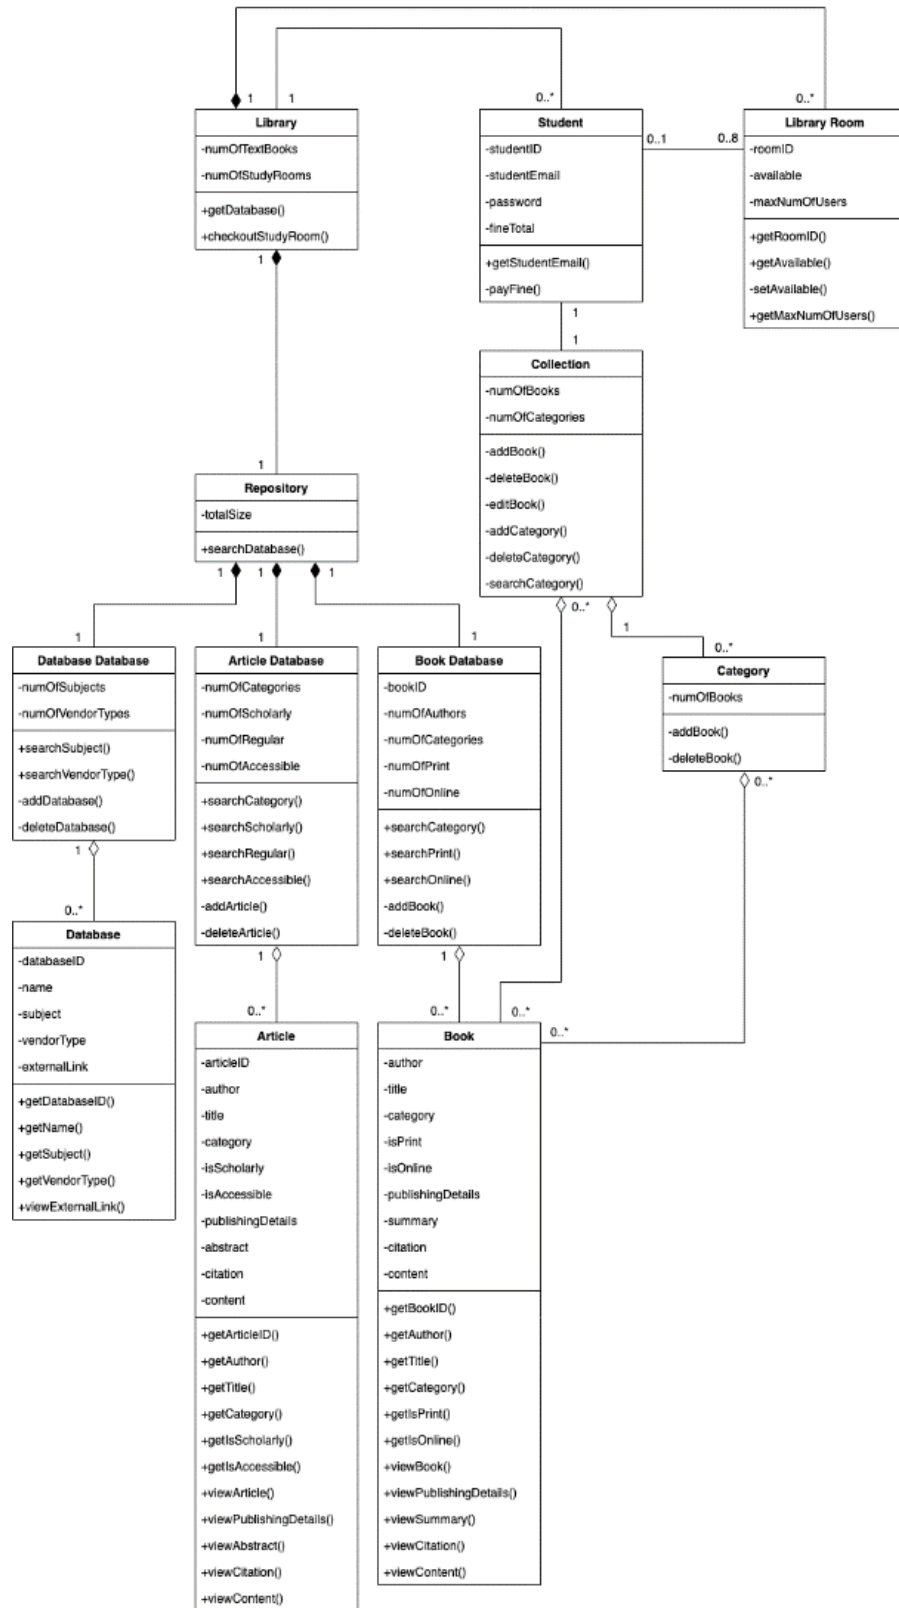 1
1
0..*
0..*
Library
-numOfTextBooks
-numOfStudyRooms
+getDatabase()
+checkoutStudyRoom()
1
Student
-studentID
-studentEmail
-password
-fineTotal
+getStudentEmail()
-payFine()
1
0..1
0..8
Library Room
-roomID
-available
-maxNumOfUsers
+getRoomID()
+getAvailable()
-setAvailable()
+getMaxNumOfUsers()
1
Collection
-numOfBooks
-numOfCategories
-addBook()
-deleteBook()
-editBook()
-addCategory()
-deleteCategory()
-searchCategory()
0..*
1
1
Repository
-totalSize
+searchDatabase()
1
1
1
1
1
1
0..*
Database Database
-numOfSubjects
-numOfVendorTypes
+searchSubject()
+searchVendorType()
-addDatabase()
-deleteDatabase()
1
Article Database
-numOfCategories
-numOfScholarly
-numOfRegular
-numOfAccessible
+searchCategory()
+searchScholarly()
+searchRegular()
+searchAccessible()
-addArticle()
-deleteArticle()
1
Book Database
-bookID
-numOfAuthors
-numOfCategories
-numOfPrint
-numOfOnline
+searchCategory()
+searchPrint()
+searchOnline()
-addBook()
-deleteBook()
1
Category
-numOfBooks
-addBook()
-deleteBook()
0..*
0..*
Database
-databaseID
-name
-subject
-vendorType
-externalLink
+getDatabaseID()
+getName()
+getSubject()
+getVendorType()
+viewExternalLink()
0..*
Article
-articleID
-author
-title
-category
-isScholarly
-isAccessible
-publishingDetails
-abstract
-citation
-content
+getArticleID()
+getAuthor()
+getTitle()
+getCategory()
+getIsScholarly()
+getIsAccessible()
+viewArticle()
+viewPublishingDetails()
+viewAbstract()
+viewCitation()
+viewContent()
0..*
0..*
0..*
Book
-author
-title
-category
-isPrint
-isOnline
-publishingDetails
-summary
-citation
-content
+getBookID()
+getAuthor()
+getTitle()
+getCategory()
+getIsPrint()
+getIsOnline()
+viewBook()
+viewPublishingDetails()
+viewSummary()
+viewCitation()
+viewContent()